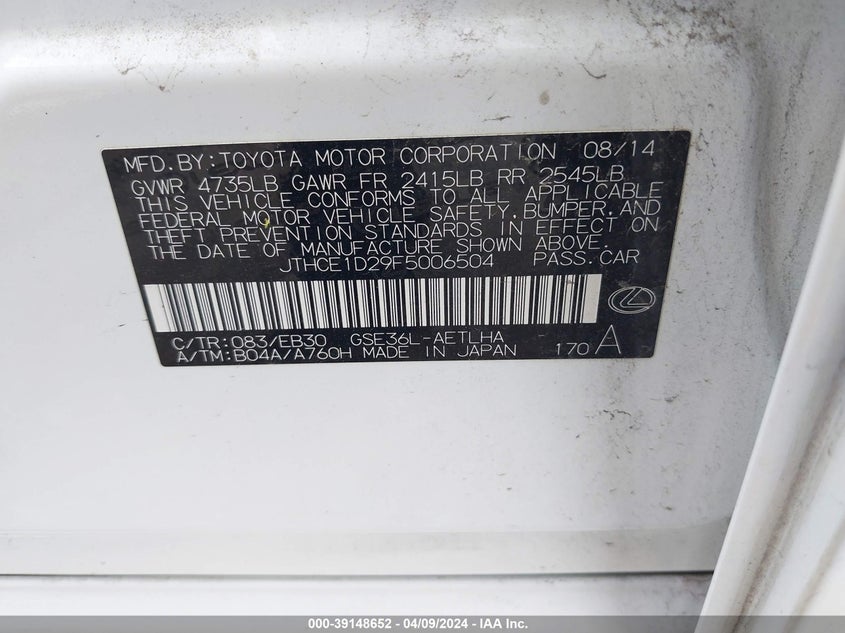 MFD.BY:TOYOTA MOTOR CORPORATION 08/14
GVWR 4735LB GAWR FR 2415LB RR 2545LB
THIS VEHICLE CONFORMS TO ALL APPLICABLE
FEDERAL MOTOR VEHICLE SAFETY,BUMPER,AND
THEFT PREVENTION STANDARDS IN EFFECT ON
THE DATE OF MANUFACTURE SHOWN ABOVE.
JTHCE1D29F5006504 PASS.CAR
C/TR:083/EB30 GSE36L-AETLHA
A/TM:B04A/A760H MADE IN JAPAN 170 A
000-39148652 - 04/09/2024 - IAA Inc.